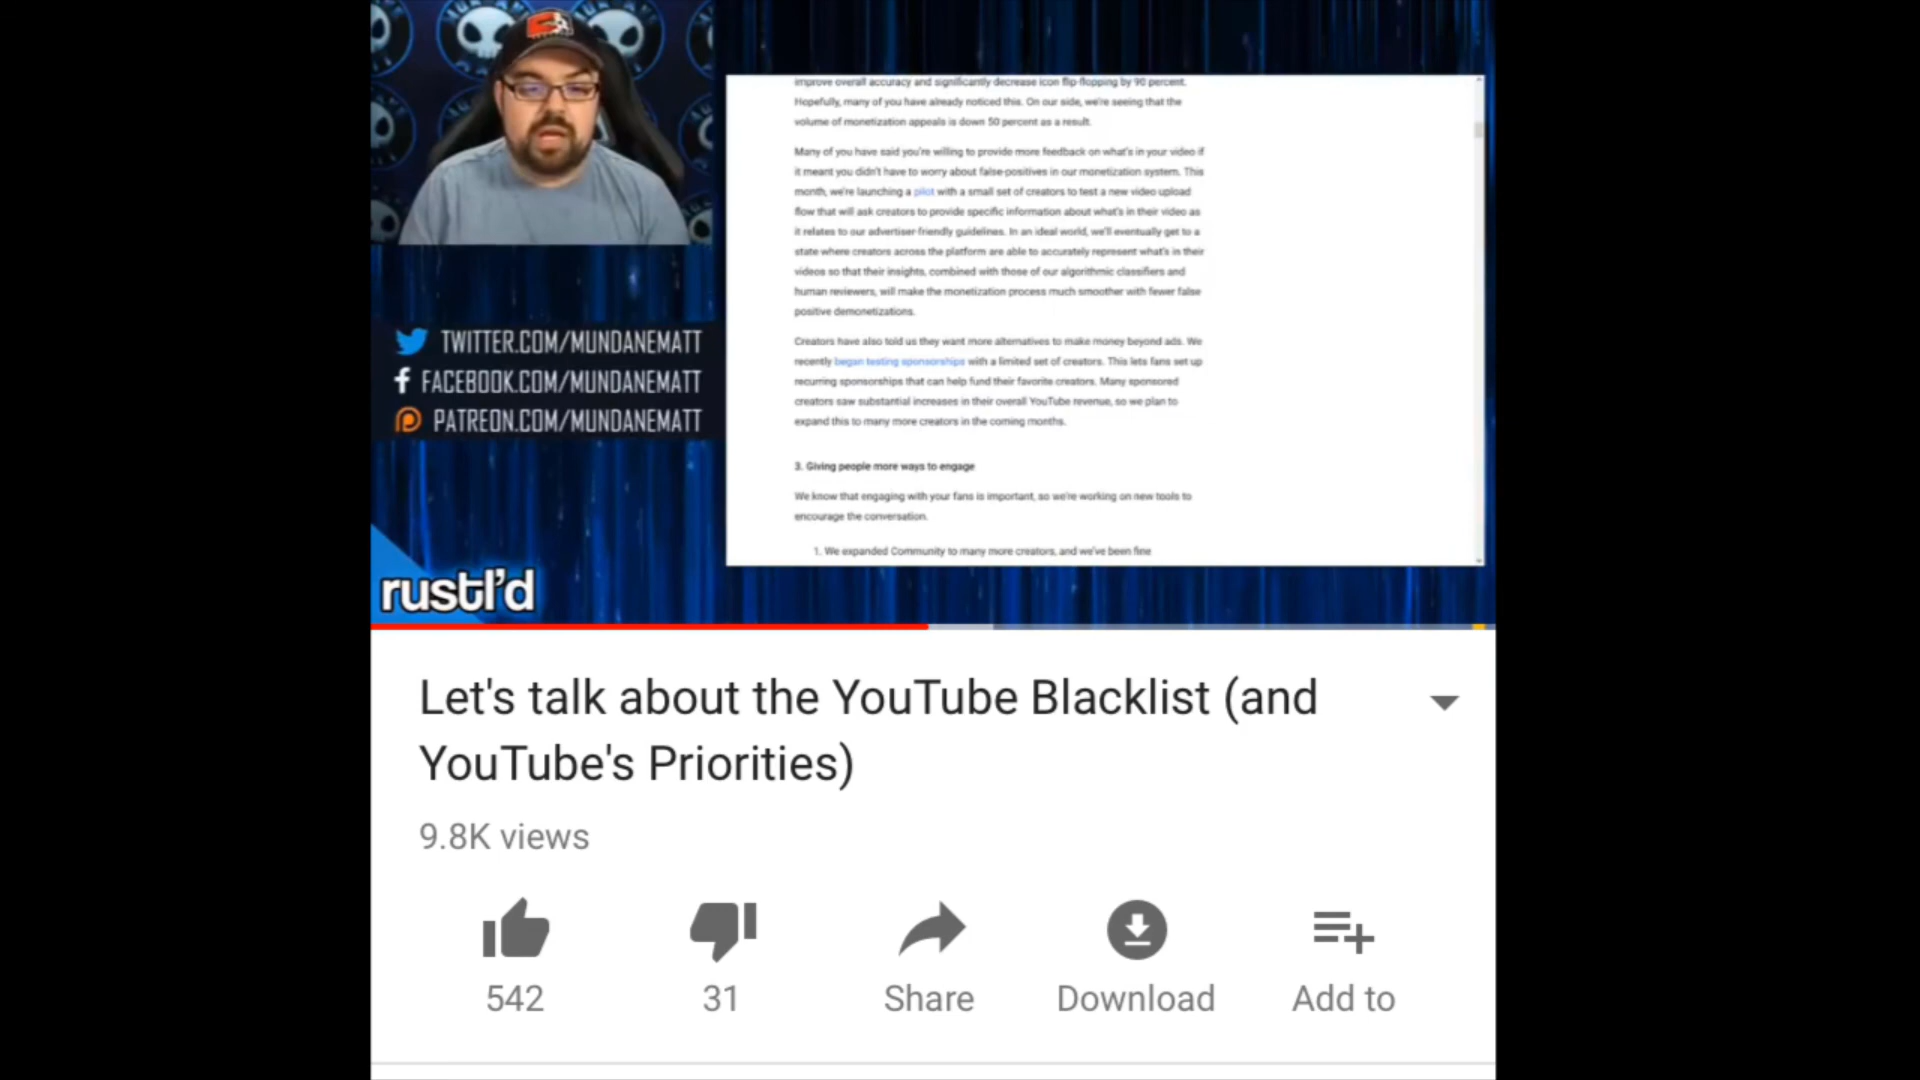 improve overall accuracy and significantly decrease icon flip-flopping by 90 percent.
Hopefully, many of you have already noticed this. On our side, we're seeing that the
volume of monetization appeals is down 50 percent as a result.
Many of you have said you're willing to provide more feedback on what's in your video if
it meant you didn't have to worry about false-positives in our monetization system. This
month, we're launching a pilot with a small set of creators to test a new video upload
flow that will ask creators to provide specific information about what's in their video as
it relates to our advertiser-friendly guidelines. In an ideal world, we'll eventually get to a
state where creators across the platform are able to accurately represent what's in their
videos so that their insights, combined with those of our algorithmic classifiers and
human reviewers, will make the monetization process much smoother with fewer false
positive demonetizations.
Creators have also told us they want more alternatives to make money beyond ads. We
recently began testing sponsorships with a limited set of creators. This lets fans set up
recurring sponsorships that can help fund their favorite creators. Many sponsored
creators saw substantial increases in their overall YouTube revenue, so we plan to
expand this to many more creators in the coming months.
3. Giving people more ways to engage
We know that engaging with your fans is important, so we're working on new tools to
encourage the conversation.
1. We expanded Community to many more creators, and we've been fine
TWITTER.COM/MUNDANEMATT
FACEBOOK.COM/MUNDANEMATT
PATREON.COM/MUNDANEMATT
rustl'd
Let's talk about the YouTube Blacklist (and
YouTube's Priorities)
9.8K views
542
31
Share
Download
Add to